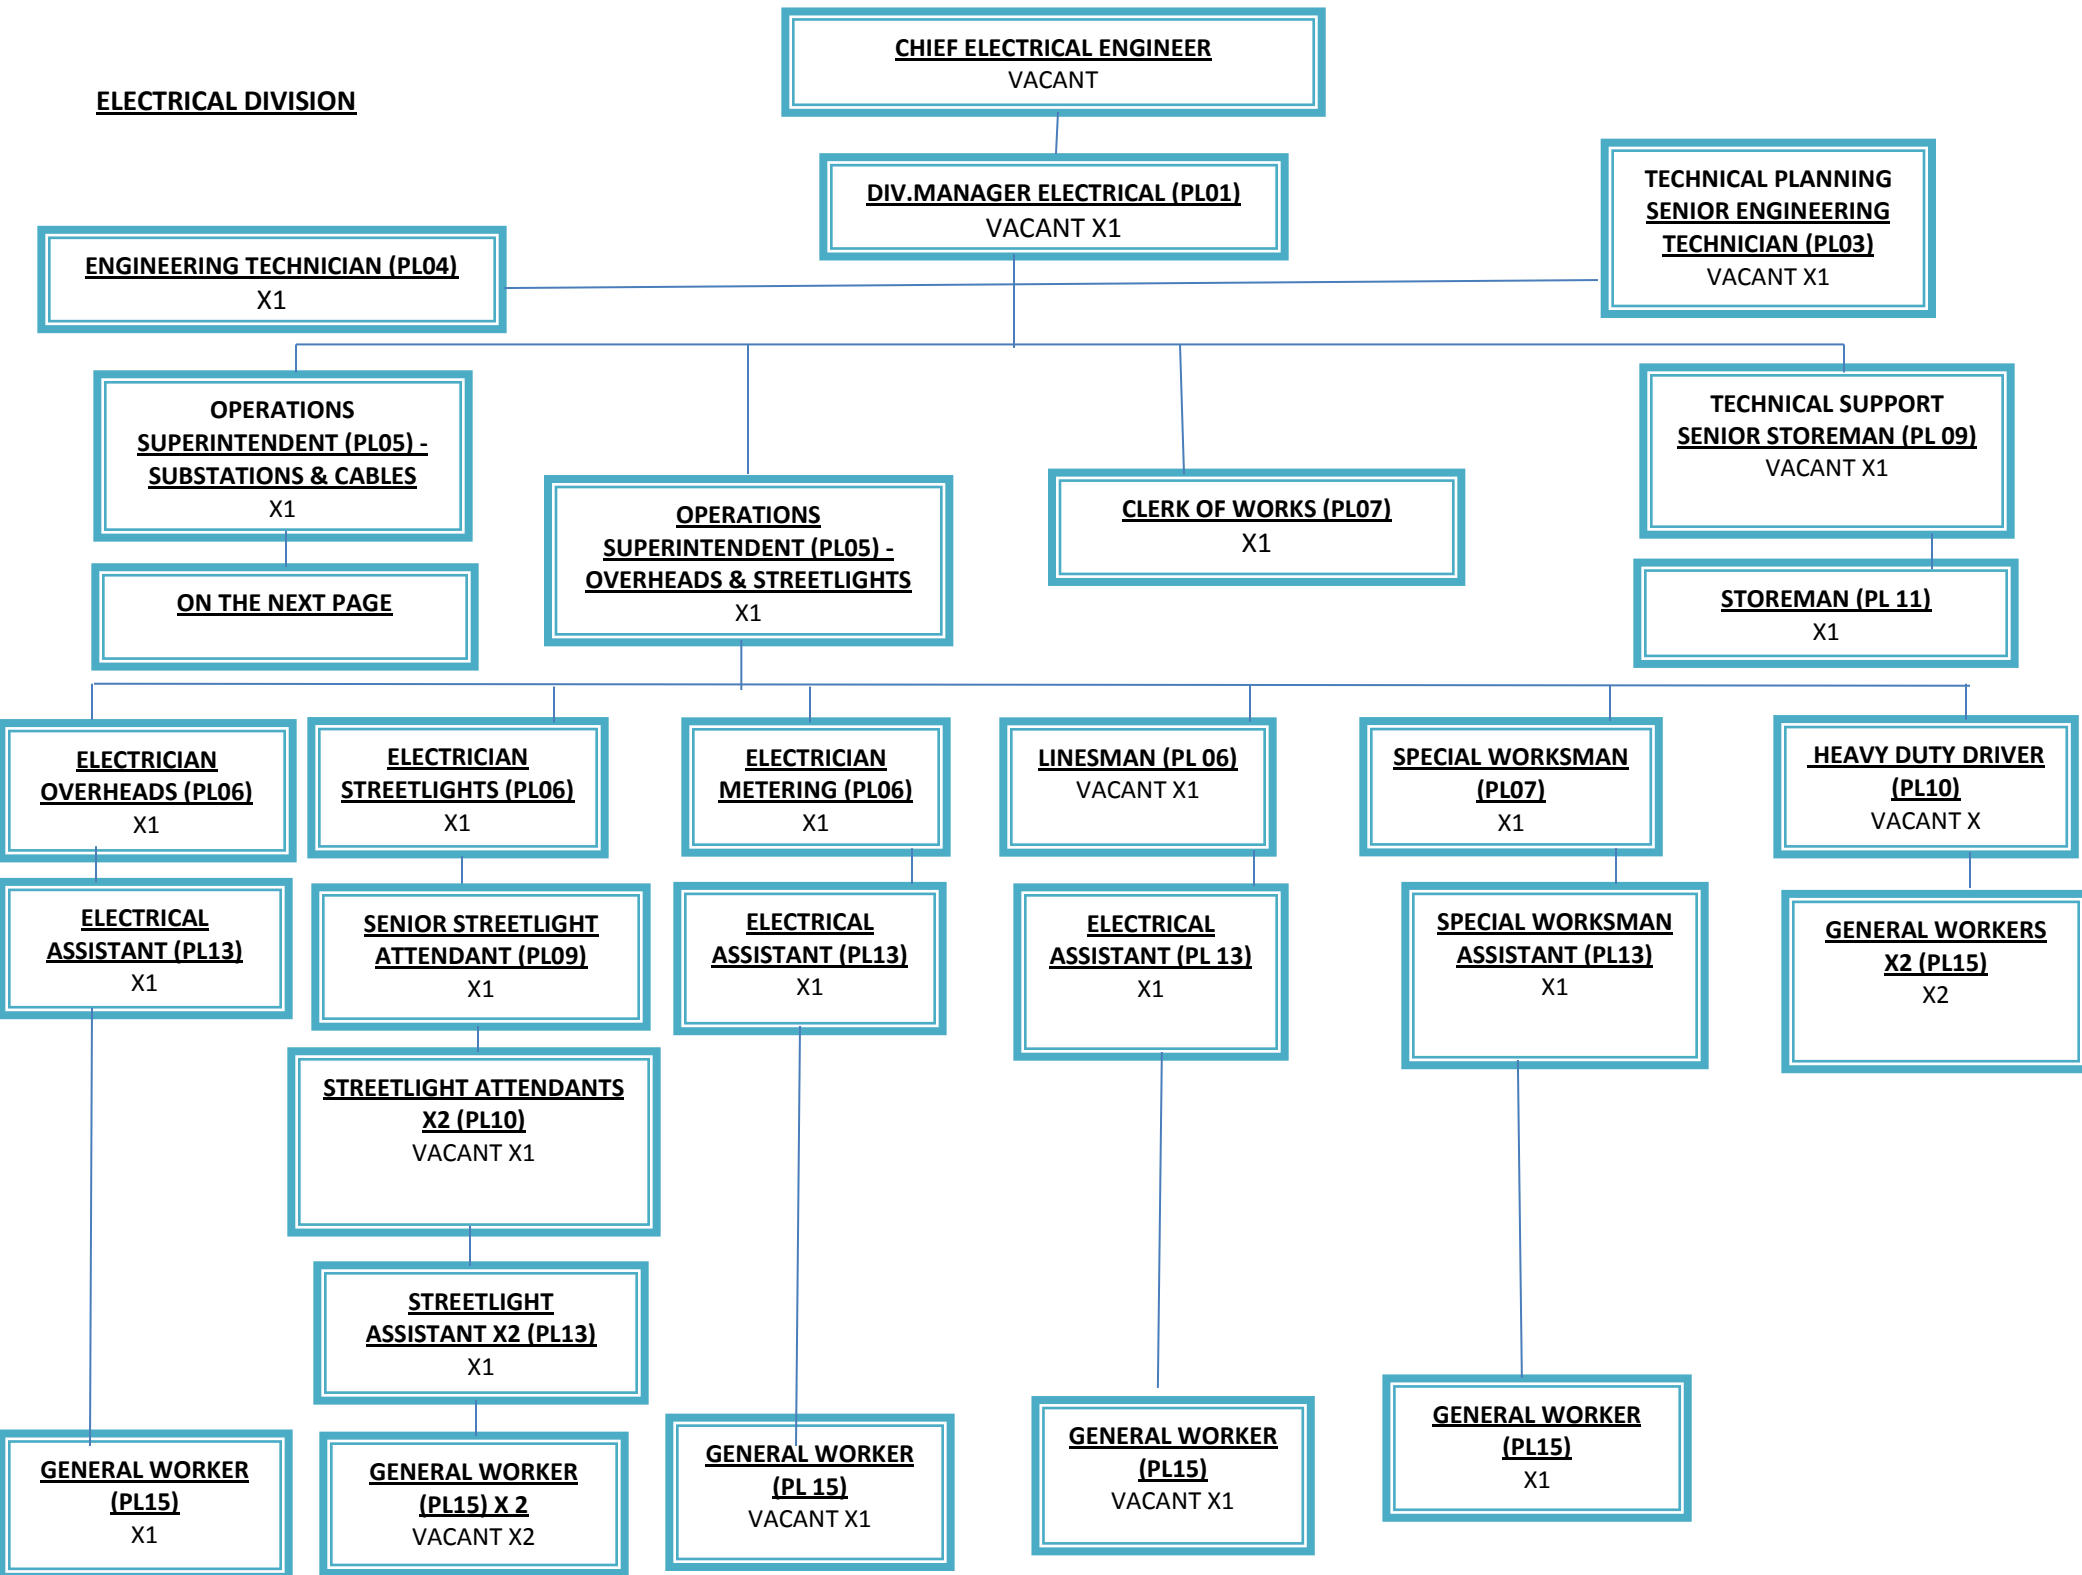 CHIEF ELECTRICAL ENGINEER
VACANT
ELECTRICAL DIVISION
DIV.MANAGER ELECTRICAL (PL01)
VACANT X1
TECHNICAL PLANNING
SENIOR ENGINEERING
TECHNICIAN (PL03)
VACANT X1
ENGINEERING TECHNICIAN (PL04)
X1
OPERATIONS
SUPERINTENDENT (PL05) -
SUBSTATIONS & CABLES
X1
ON THE NEXT PAGE
OPERATIONS
SUPERINTENDENT (PL05) -
OVERHEADS & STREETLIGHTS
X1
CLERK OF WORKS (PL07)
X1
TECHNICAL SUPPORT
SENIOR STOREMAN (PL 09)
VACANT X1
STOREMAN (PL 11)
X1
ELECTRICIAN
OVERHEADS (PL06)
X1
ELECTRICIAN
STREETLIGHTS (PL06)
X1
ELECTRICIAN
METERING (PL06)
X1
LINESMAN (PL 06)
VACANT X1
SPECIAL WORKSMAN
(PL07)
X1
HEAVY DUTY DRIVER
(PL10)
VACANT X
ELECTRICAL
ASSISTANT (PL13)
X1
SENIOR STREETLIGHT
ATTENDANT (PL09)
X1
ELECTRICAL
ASSISTANT (PL13)
X1
ELECTRICAL
ASSISTANT (PL 13)
X1
SPECIAL WORKSMAN
ASSISTANT (PL13)
X1
GENERAL WORKERS
X2 (PL15)
X2
STREETLIGHT ATTENDANTS
X2 (PL10)
VACANT X1
STREETLIGHT
ASSISTANT X2 (PL13)
X1
GENERAL WORKER
(PL15)
X1
GENERAL WORKER
(PL15) X 2
VACANT X2
GENERAL WORKER
(PL 15)
VACANT X1
GENERAL WORKER
(PL15)
VACANT X1
GENERAL WORKER
(PL15)
X1